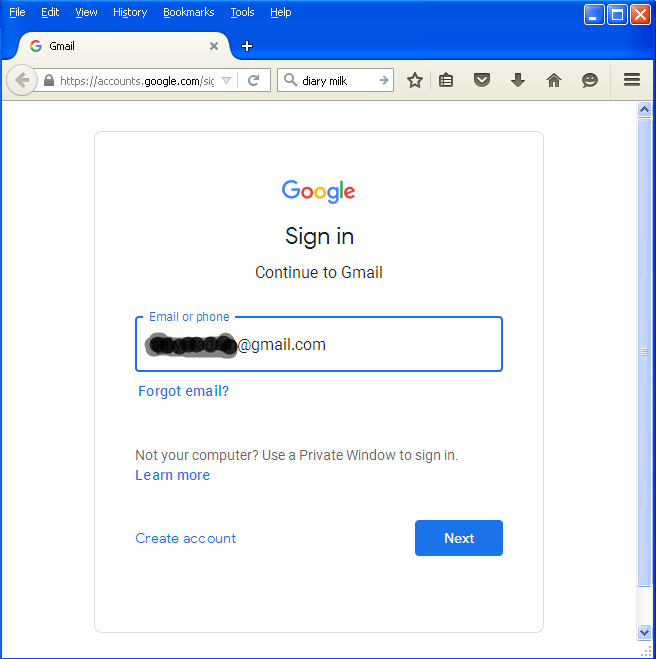 File Edit View History Bookmarks Tools Help
Gmail
https://accounts.google.com/sig
diary milk
Google
Sign in
Continue to Gmail
Email or phone
@gmail.com
Forgot email?
Not your computer? Use a Private Window to sign in.
Learn more
Create account
Next